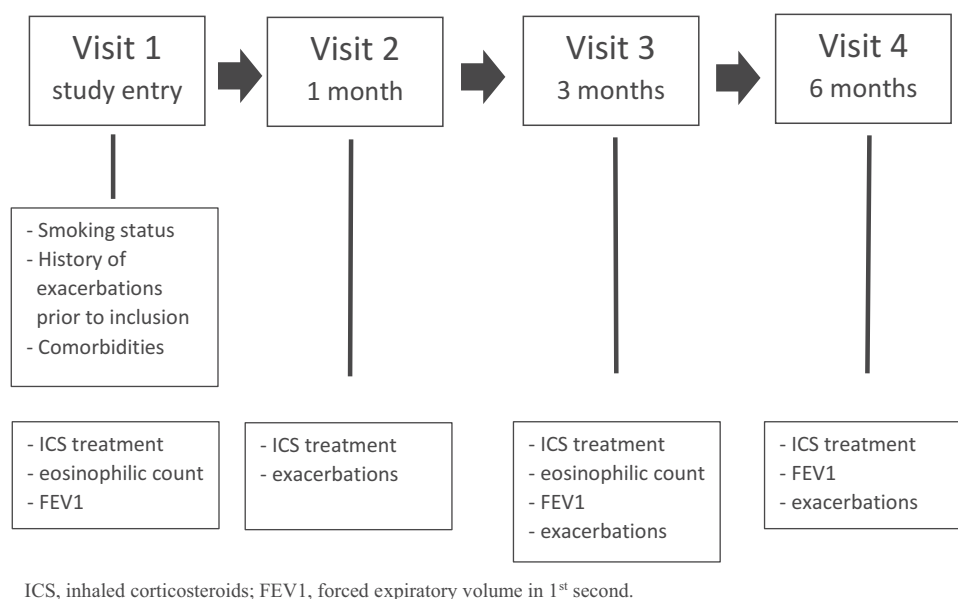 Visit 1
study entry
Visit 2
1 month
Visit 3
3 months
Visit 4
6 months
- Smoking status
- History of
exacerbations
prior to inclusion
- Comorbidities
- ICS treatment
- eosinophilic count
- FEV1
- ICS treatment
- exacerbations
- ICS treatment
- eosinophilic count
- FEV1
- exacerbations
- ICS treatment
- FEV1
- exacerbations
ICS, inhaled corticosteroids; FEV1, forced expiratory volume in 1st second.